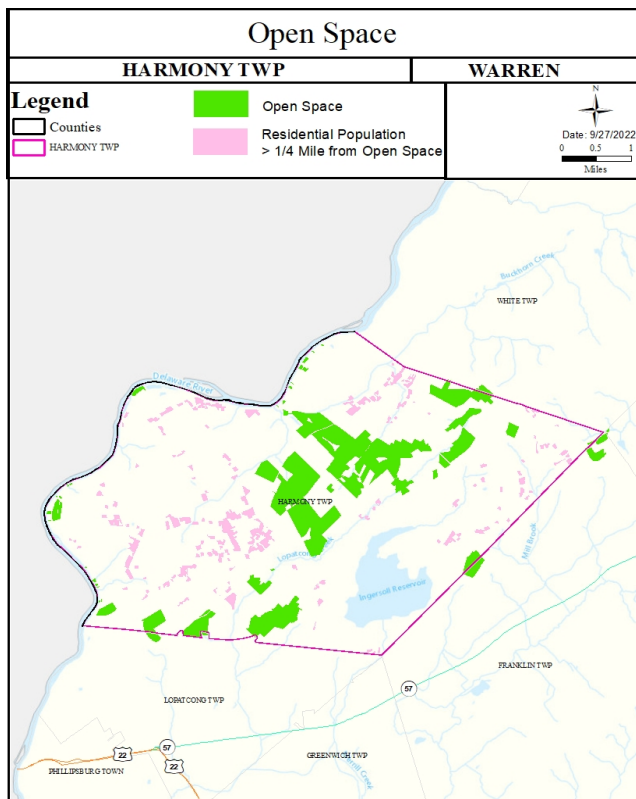 Open Space
HARMONY TWP
WARREN
Legend
Counties
HARMONY TWP
Open Space
Residential Population
> 1/4 Mile from Open Space
N
Date: 9/27/2022
0 0.5 1
Miles
Buckhorn Creek
WHITE TWP
Delaware River
HARMONY TWP
Lopatcong
Mill Brook
Ingersoll Reservoir
FRANKLIN TWP
LOPATCONG TWP
57
57
22
22
GREENWICH TWP
PHILLIPSBURG TOWN
Creek